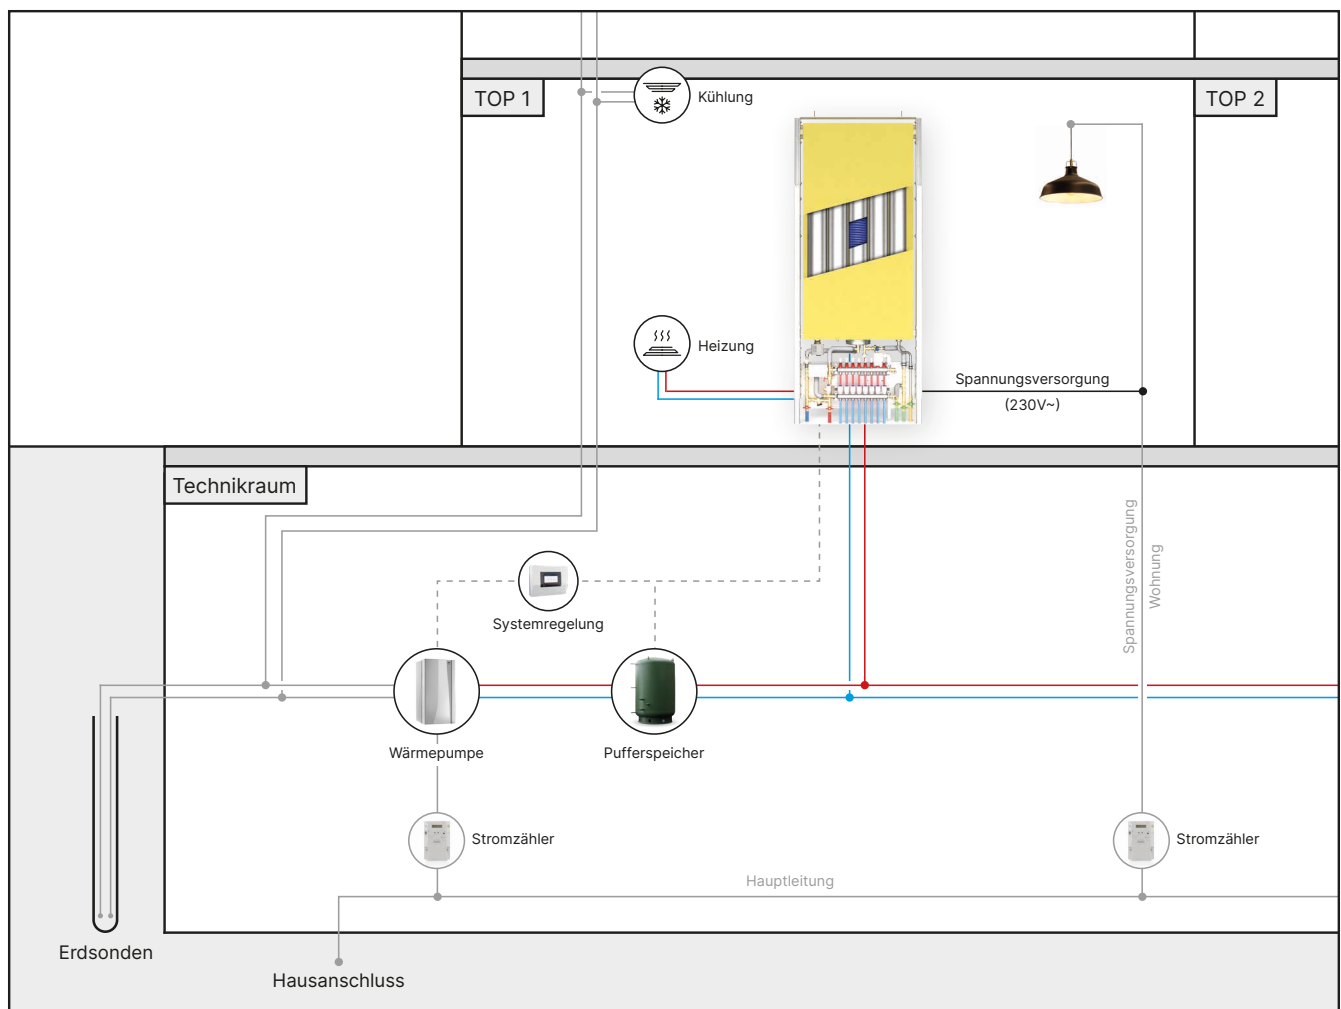 TOP 1
Kühlung
TOP 2
Heizung
Spannungsversorgung
(230V~)
Technikraum
Systemregelung
Spannungsversorgung
Wohnung
Wärmepumpe
Pufferspeicher
Stromzähler
Stromzähler
Hauptleitung
Erdsonden
Hausanschluss